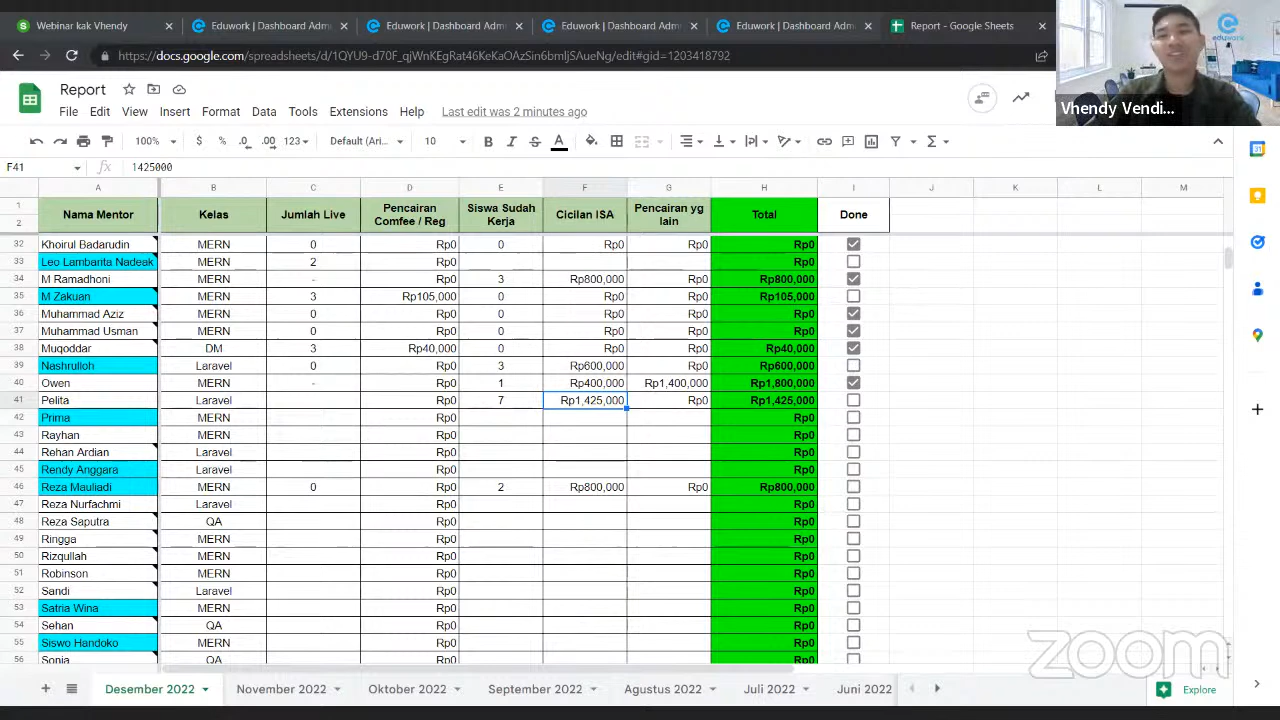 Webinar kak Vhendy
Eduwork | Dashboard Adm
Eduwork | Dashboard Admi
Eduwork | Dashboard Admi
Eduwork | Dashboard Admi
Report - Google Sheets
https://docs.google.com/spreadsheets/d/1QYU9-d70F_qjWnKEgRat46KeKaOzAzSin6bmljSAueNg/edit#gid=1203418792
eduwork
Vhendy Vendi...
Report
File Edit View Insert Format Data Tools Extensions Help Last edit was 2 minutes ago
100% $ % .0 .00 123 Default (Ari... 10 B I S A
F41 fx 1425000
A B C D E F G H I J K L M
1 2 Nama Mentor Kelas Jumlah Live Pencairan Comfee / Reg Siswa Sudah Kerja Cicilan ISA Pencairan yg lain Total Done
32 Khoirul Badarudin MERN 0 Rp0 0 Rp0 Rp0 Rp0
33 Leo Lambarita Nadeak MERN 2 Rp0 Rp0
34 M Ramadhoni MERN - Rp0 3 Rp800,000 Rp0 Rp800,000
35 M Zakuan MERN 3 Rp105,000 0 Rp0 Rp0 Rp105,000
36 Muhammad Aziz MERN 0 Rp0 0 Rp0 Rp0 Rp0
37 Muhammad Usman MERN 0 Rp0 0 Rp0 Rp0 Rp0
38 Muqoddar DM 3 Rp40,000 0 Rp0 Rp0 Rp40,000
39 Nashrulloh Laravel 0 Rp0 3 Rp600,000 Rp0 Rp600,000
40 Owen MERN - Rp0 1 Rp400,000 Rp1,400,000 Rp1,800,000
41 Pelita Laravel Rp0 7 Rp1,425,000 Rp0 Rp1,425,000
42 Prima MERN Rp0 Rp0
43 Rayhan MERN Rp0 Rp0
44 Rehan Ardian Laravel Rp0 Rp0
45 Rendy Anggara Laravel Rp0 Rp0
46 Reza Mauliadi MERN 0 Rp0 2 Rp800,000 Rp0 Rp800,000
47 Reza Nurfachmi Laravel Rp0 Rp0
48 Reza Saputra QA Rp0 Rp0
49 Ringga MERN Rp0 Rp0
50 Rizqullah MERN Rp0 Rp0
51 Robinson MERN Rp0 Rp0
52 Sandi Laravel Rp0 Rp0
53 Satria Wina MERN Rp0 Rp0
54 Sehan QA Rp0 Rp0
55 Siswo Handoko MERN Rp0 Rp0
56 Sonia QA Rp0 Rp0
zoom
Desember 2022 November 2022 Oktober 2022 September 2022 Agustus 2022 Juli 2022 Juni 2022 Explore